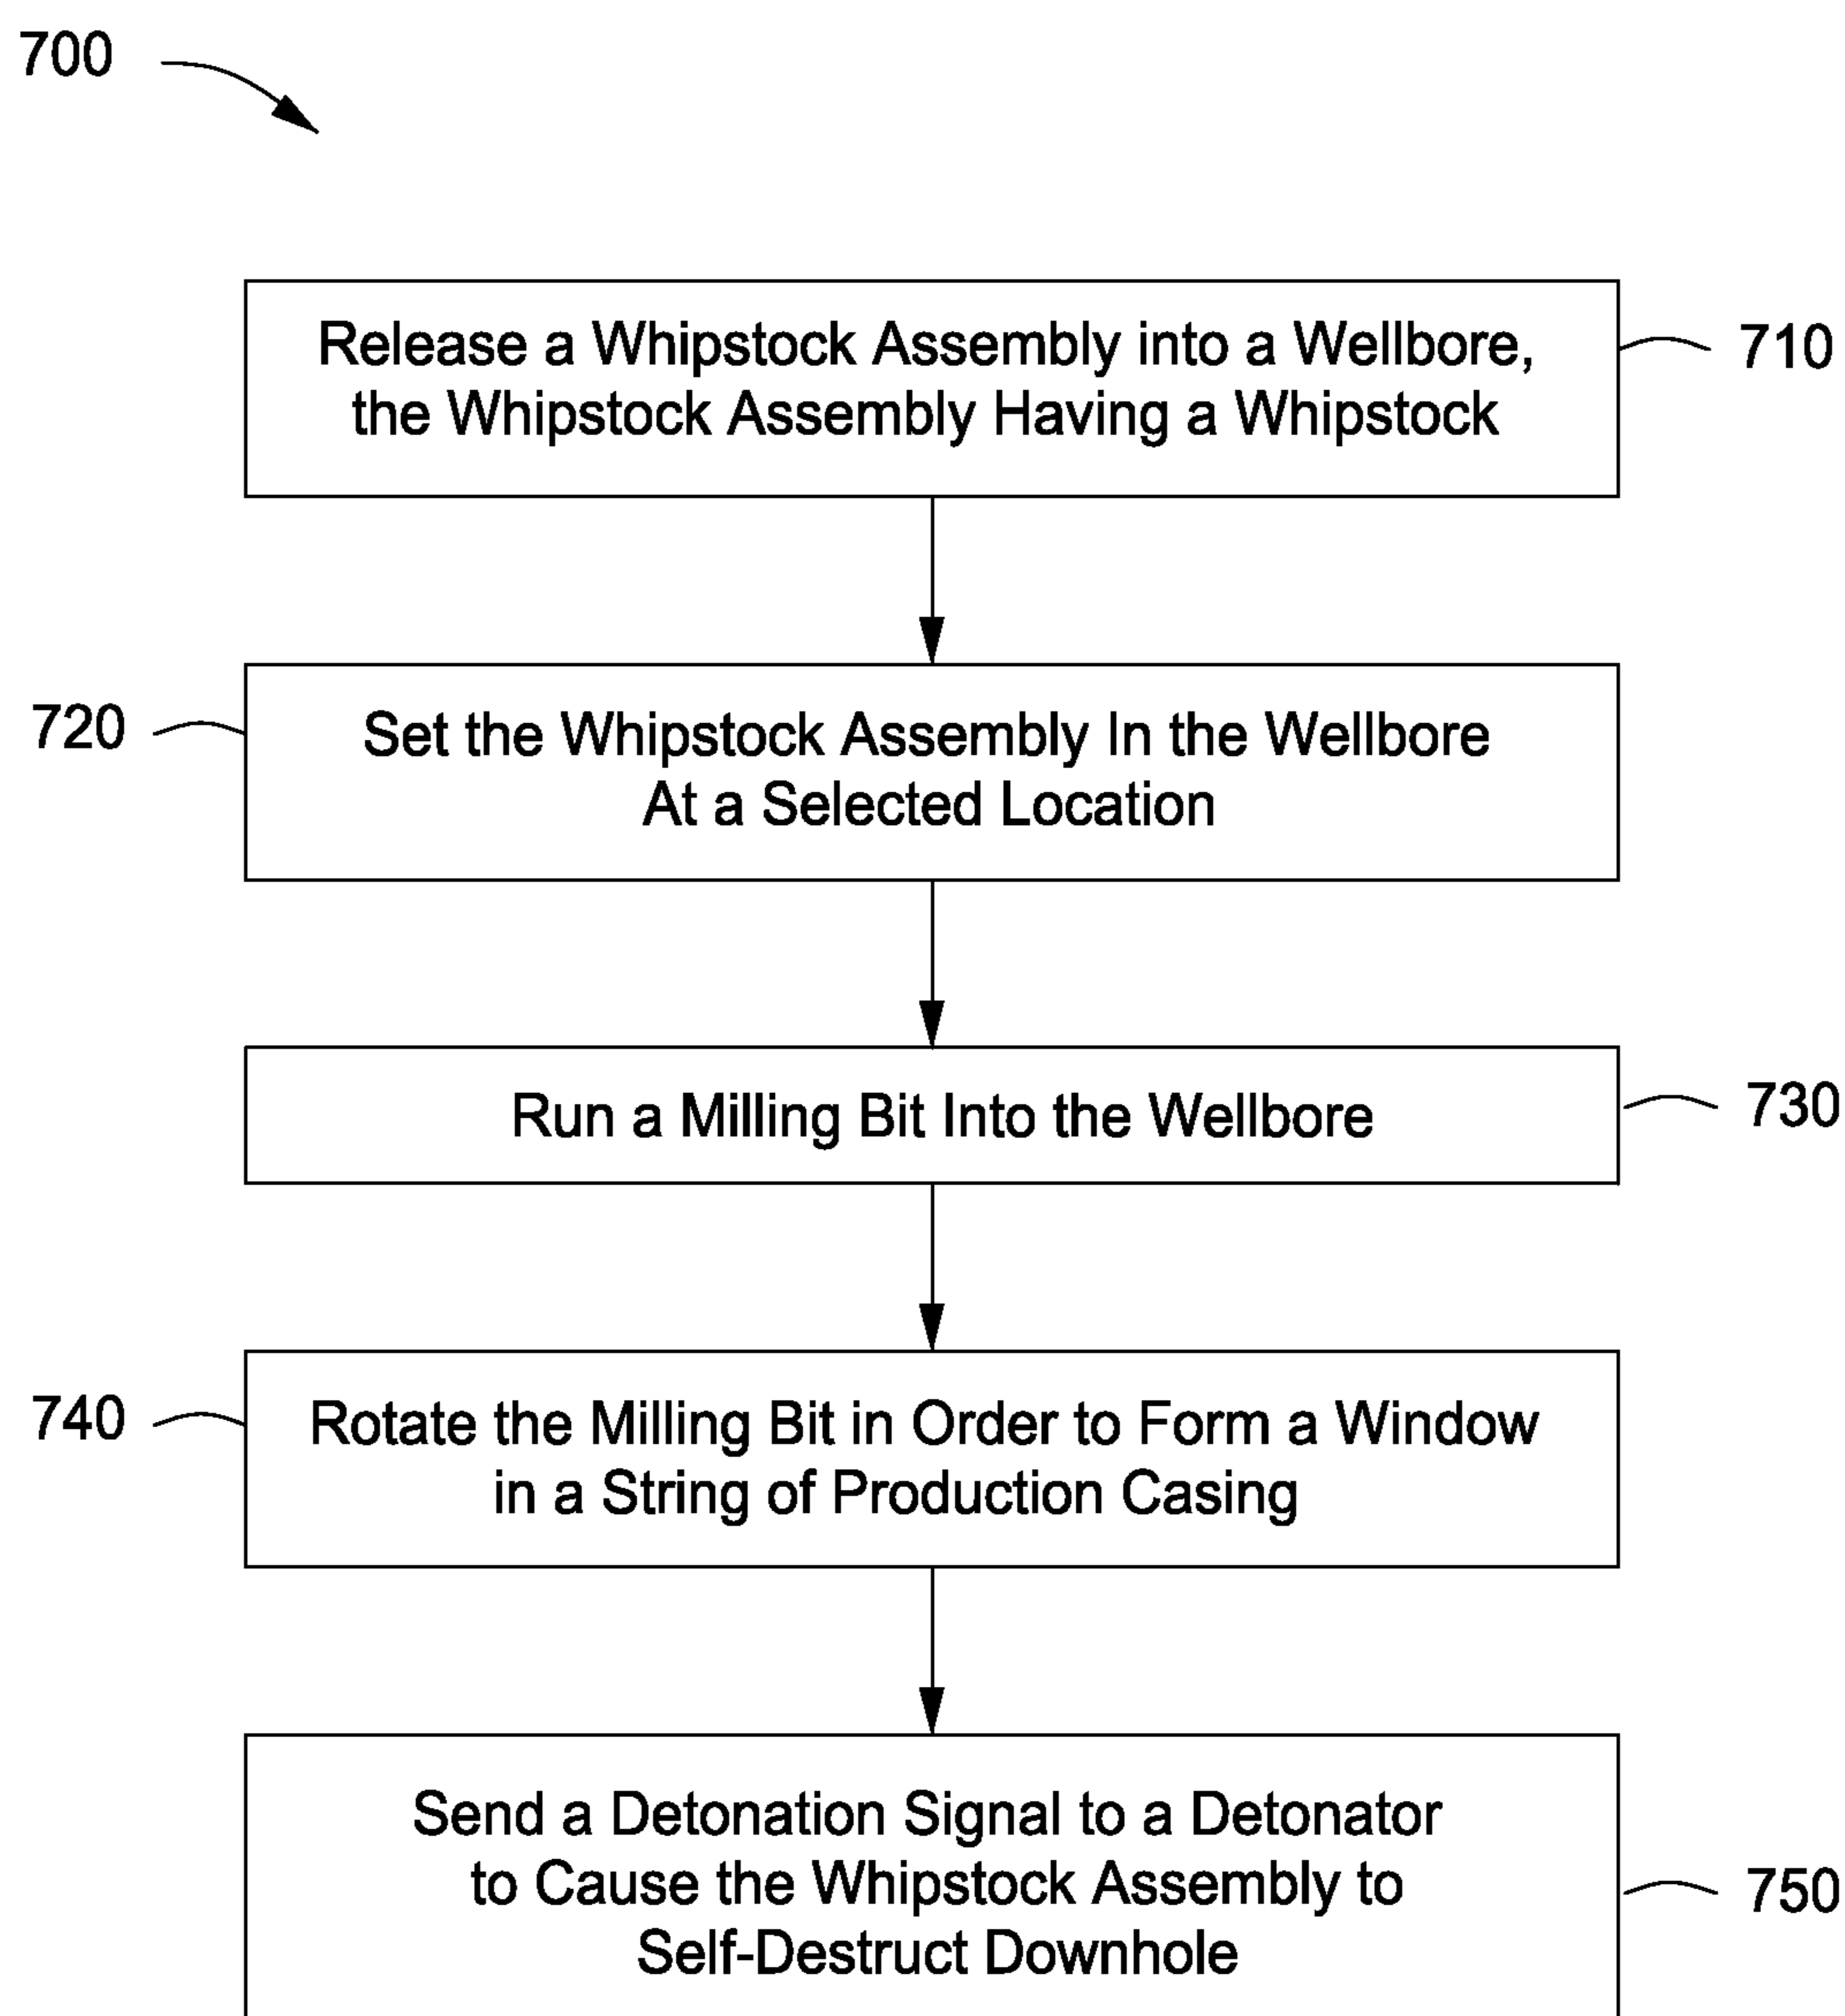 700
Release a Whipstock Assembly into a Wellbore,
the Whipstock Assembly Having a Whipstock
710
720
Set the Whipstock Assembly In the Wellbore
At a Selected Location
Run a Milling Bit Into the Wellbore
730
740
Rotate the Milling Bit in Order to Form a Window
in a String of Production Casing
Send a Detonation Signal to a Detonator
to Cause the Whipstock Assembly to
Self-Destruct Downhole
750